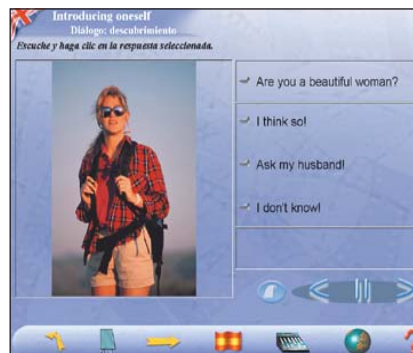 Introducing oneself
Diálogo: descubrimiento
Escuche y haga clic en la respuesta seleccionada.
Are you a beautiful woman?
I think so!
Ask my husband!
I don't know!
?